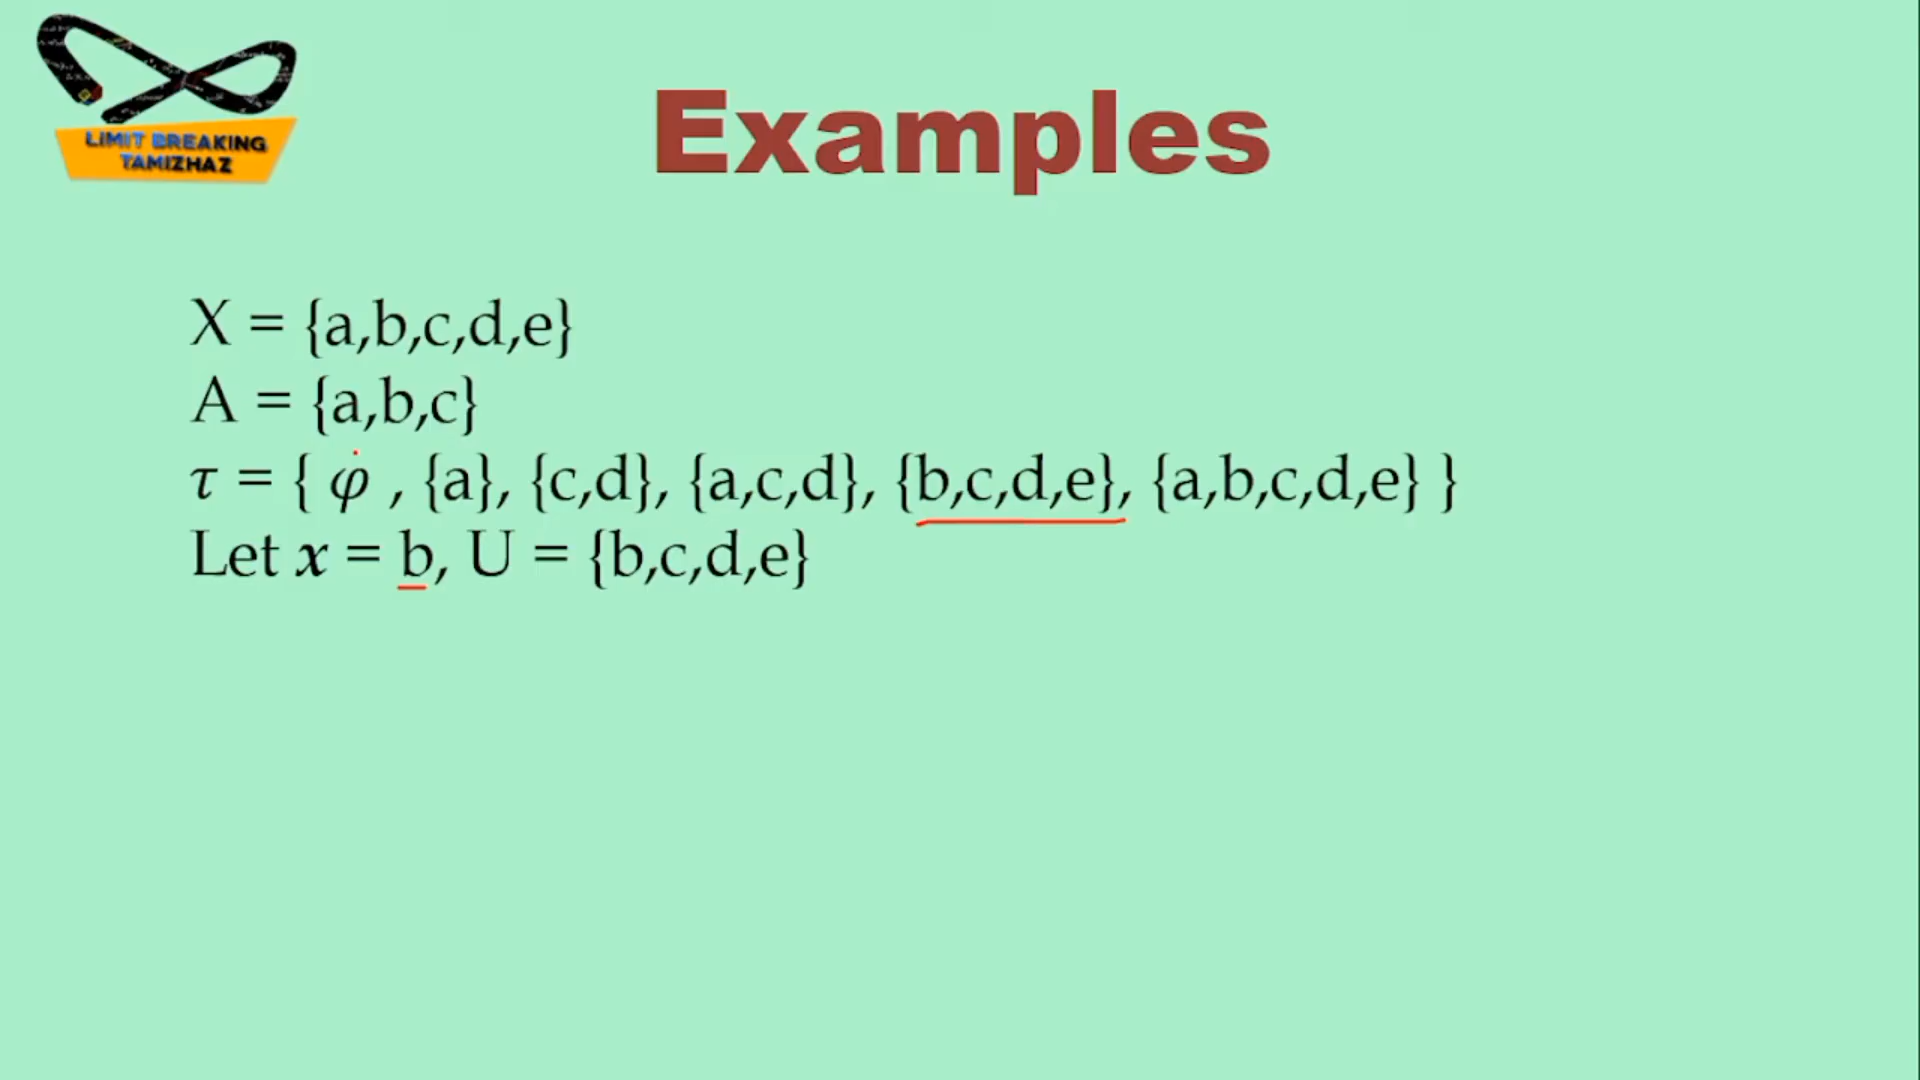 LIMIT BREAKING
TAMIZHAZ
Examples
X = {a,b,c,d,e}
A = {a,b,c}
τ = { φ , {a}, {c,d}, {a,c,d}, {b,c,d,e}, {a,b,c,d,e} }
Let x = b, U = {b,c,d,e}